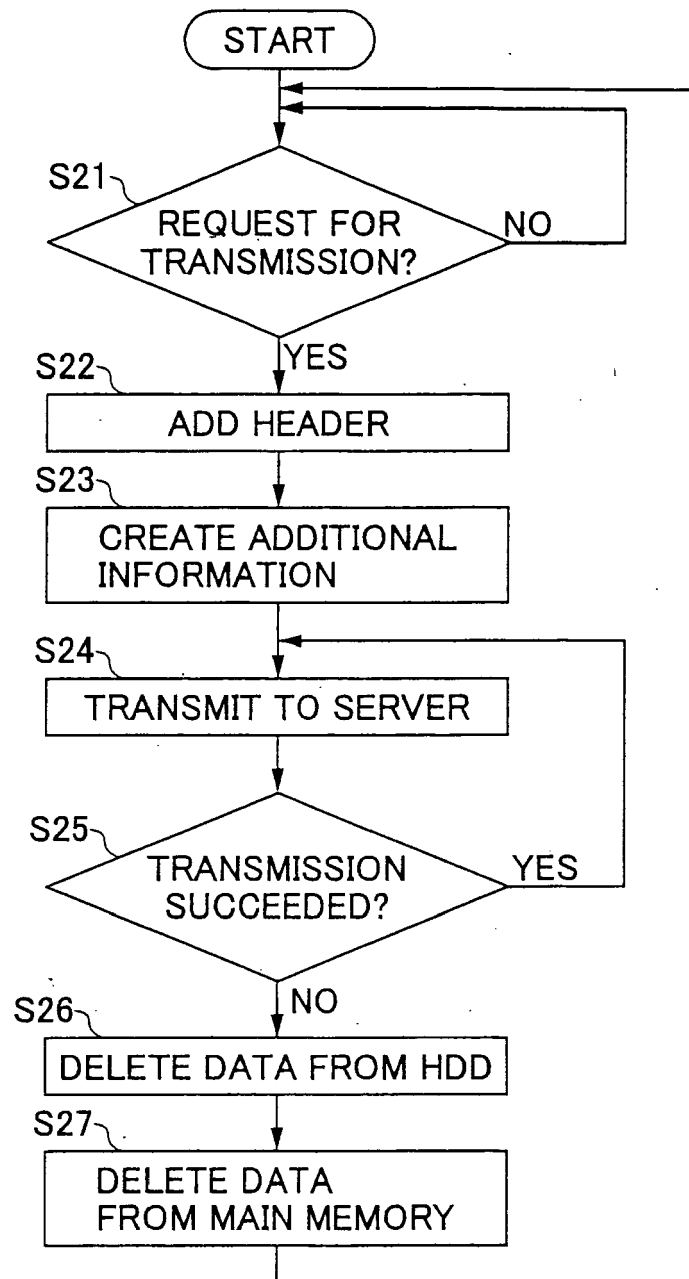 START
S21
REQUEST FOR
TRANSMISSION?
NO
YES
S22
ADD HEADER
S23
CREATE ADDITIONAL
INFORMATION
S24
TRANSMIT TO SERVER
S25
TRANSMISSION
SUCCEEDED?
YES
NO
S26
DELETE DATA FROM HDD
S27
DELETE DATA
FROM MAIN MEMORY